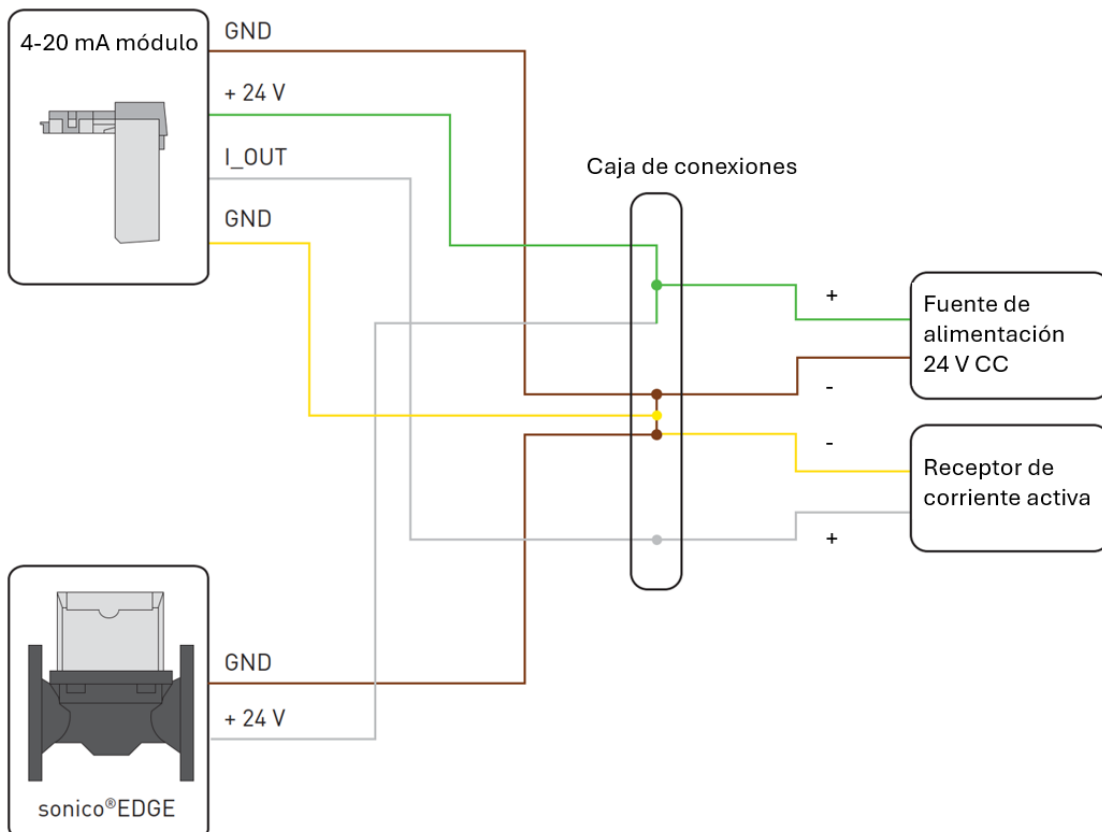 4-20 mA módulo
GND
+ 24 V
I_OUT
GND
Caja de conexiones
+
-
Fuente de
alimentación
24 V CC
-
+
Receptor de
corriente activa
GND
+ 24 V
sonico®EDGE